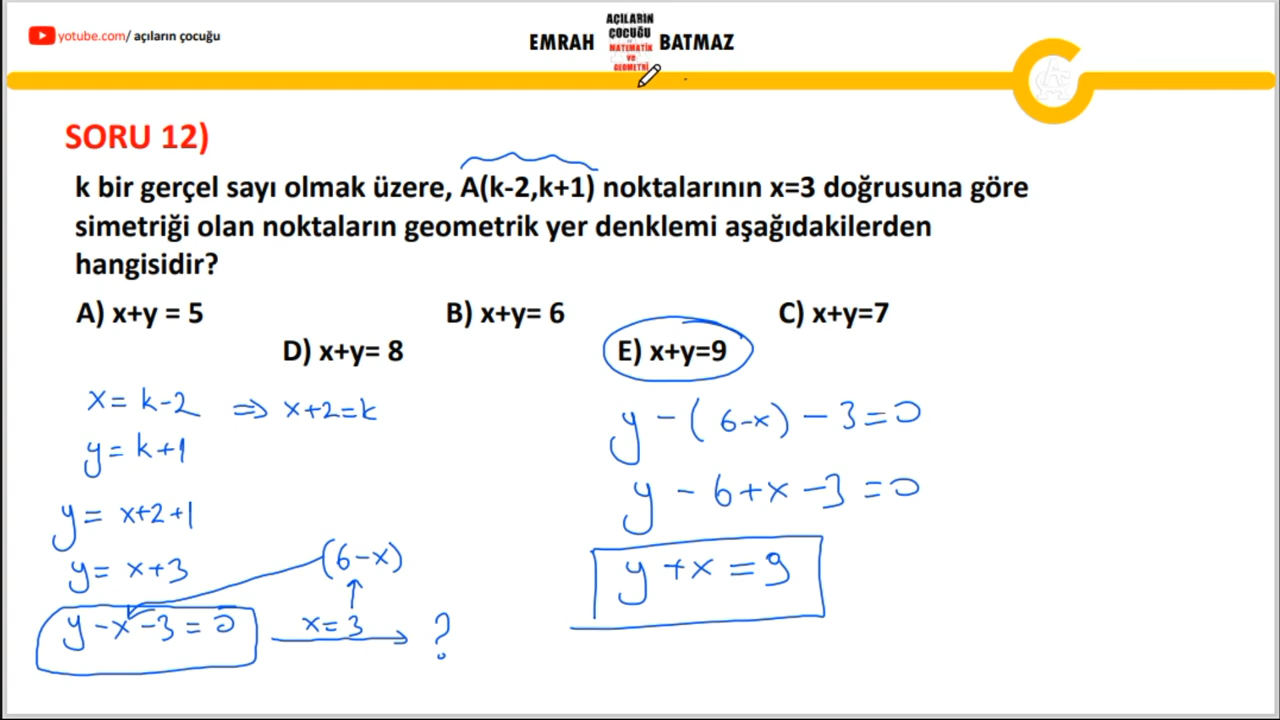 yotube.com/ açıların çocuğu
EMRAH
AÇILARIN
ÇOCUĞU
MATEMATİK
ve
GEOMETRİ
BATMAZ
SORU 12)
k bir gerçel sayı olmak üzere, A(k-2,k+1) noktalarının x=3 doğrusuna göre
simetriği olan noktaların geometrik yer denklemi aşağıdakilerden
hangisidir?
A) x+y = 5
B) x+y= 6
C) x+y=7
D) x+y= 8
E) x+y=9
x = k-2 ⇒ x+2=k
y = k+1
y = x+2+1
y = x+3
(6-x)
y-x-3=0
x=3
?
y-(6-x)-3=0
y-6+x-3=0
y+x=9